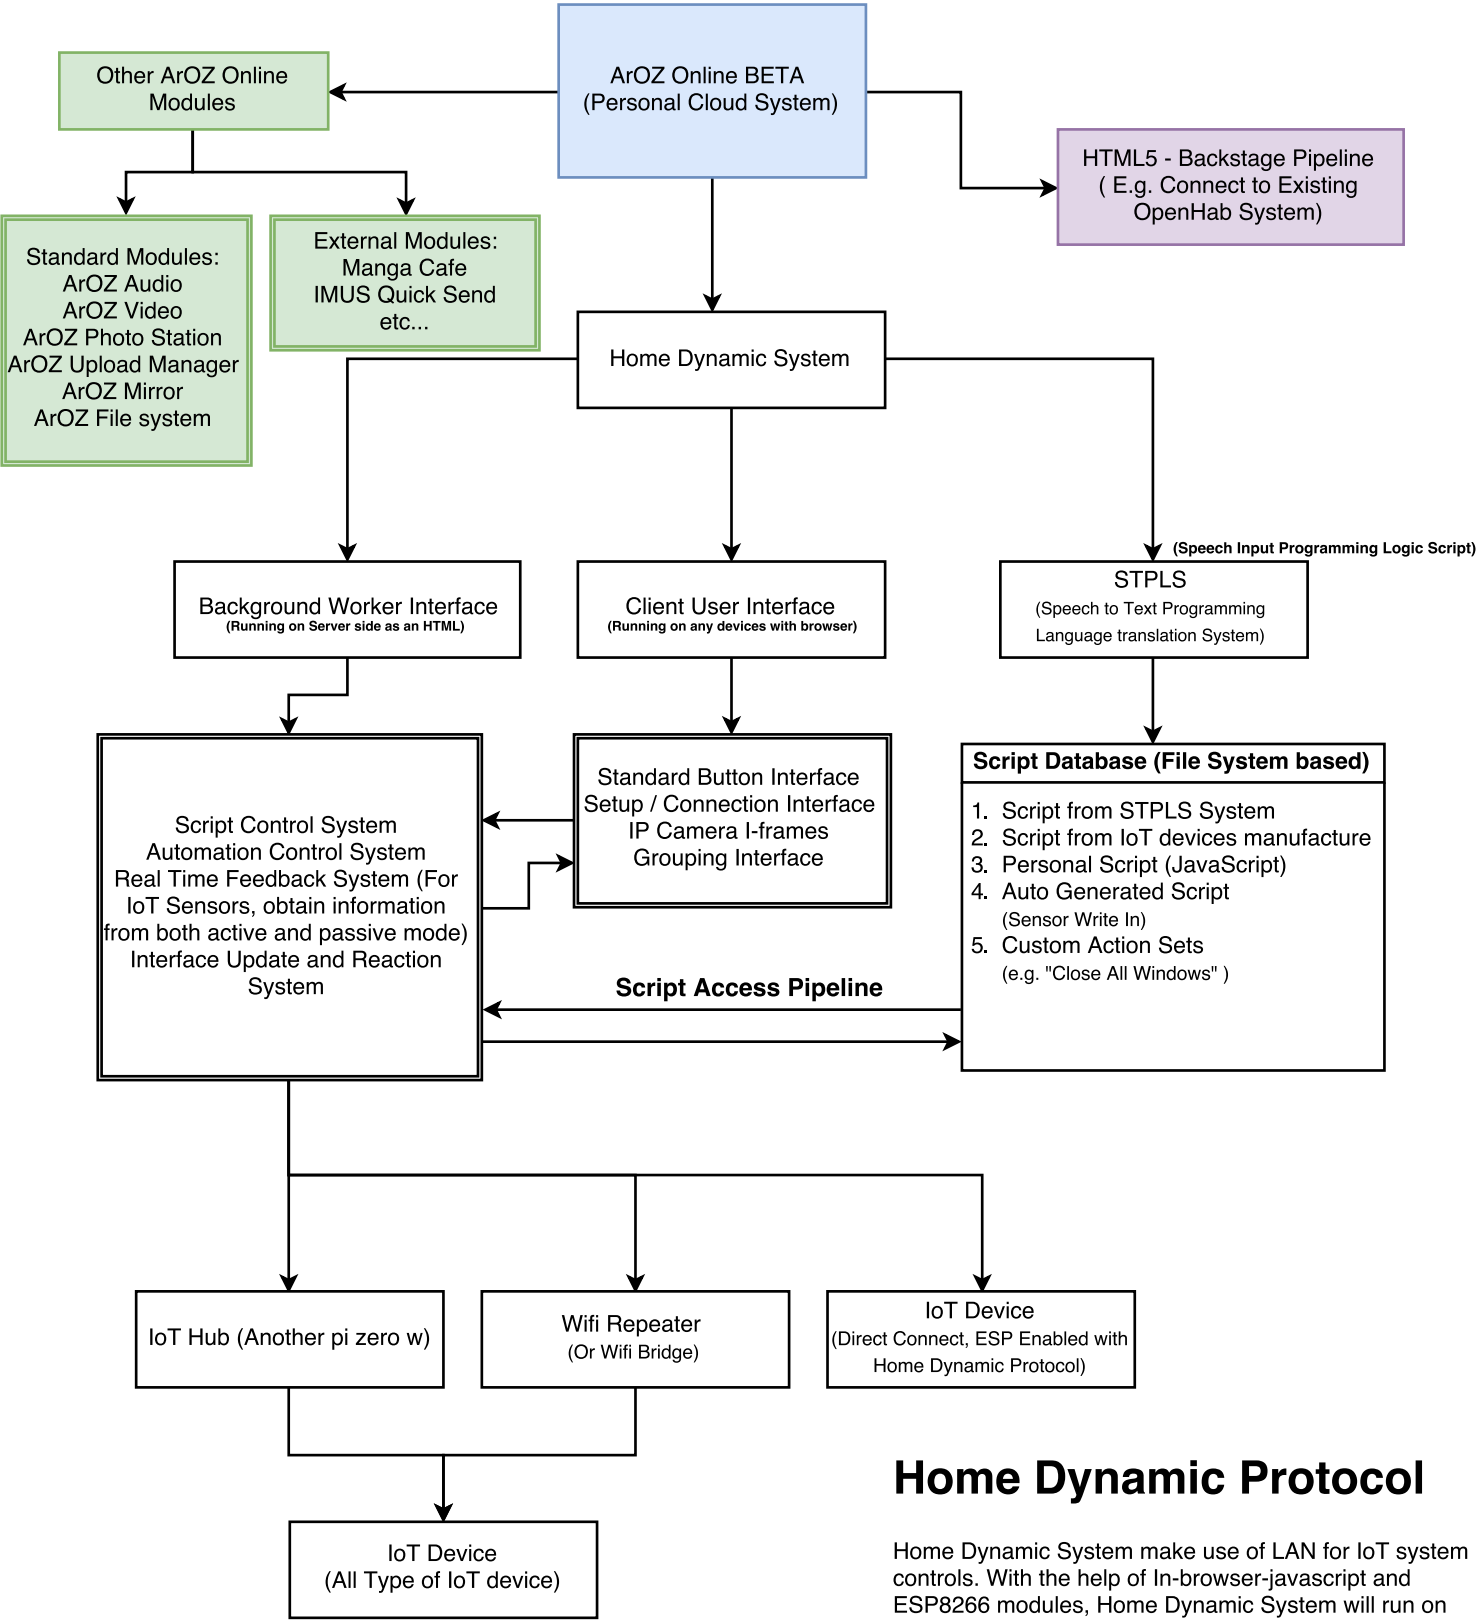 ArOZ Online BETA
(Personal Cloud System)
Other ArOZ Online
Modules
HTML5 - Backstage Pipeline
( E.g. Connect to Existing
OpenHab System)
Standard Modules:
ArOZ Audio
ArOZ Video
ArOZ Photo Station
ArOZ Upload Manager
ArOZ Mirror
ArOZ File system
External Modules:
Manga Cafe
IMUS Quick Send
etc...
Home Dynamic System
Background Worker Interface
(Running on Server side as an HTML)
Client User Interface
(Running on any devices with browser)
(Speech Input Programming Logic Script)
STPLS
(Speech to Text Programming
Language translation System)
Script Control System
Automation Control System
Real Time Feedback System (For
IoT Sensors, obtain information
from both active and passive mode)
Interface Update and Reaction
System
Standard Button Interface
Setup / Connection Interface
IP Camera I-frames
Grouping Interface
Script Database (File System based)
1. Script from STPLS System
2. Script from IoT devices manufacture
3. Personal Script (JavaScript)
4. Auto Generated Script
(Sensor Write In)
5. Custom Action Sets
(e.g. "Close All Windows" )
Script Access Pipeline
IoT Hub (Another pi zero w)
Wifi Repeater
(Or Wifi Bridge)
IoT Device
(Direct Connect, ESP Enabled with
Home Dynamic Protocol)
IoT Device
(All Type of IoT device)
Home Dynamic Protocol
Home Dynamic System make use of LAN for IoT system
controls. With the help of In-browser-javascript and
ESP8266 modules, Home Dynamic System will run on